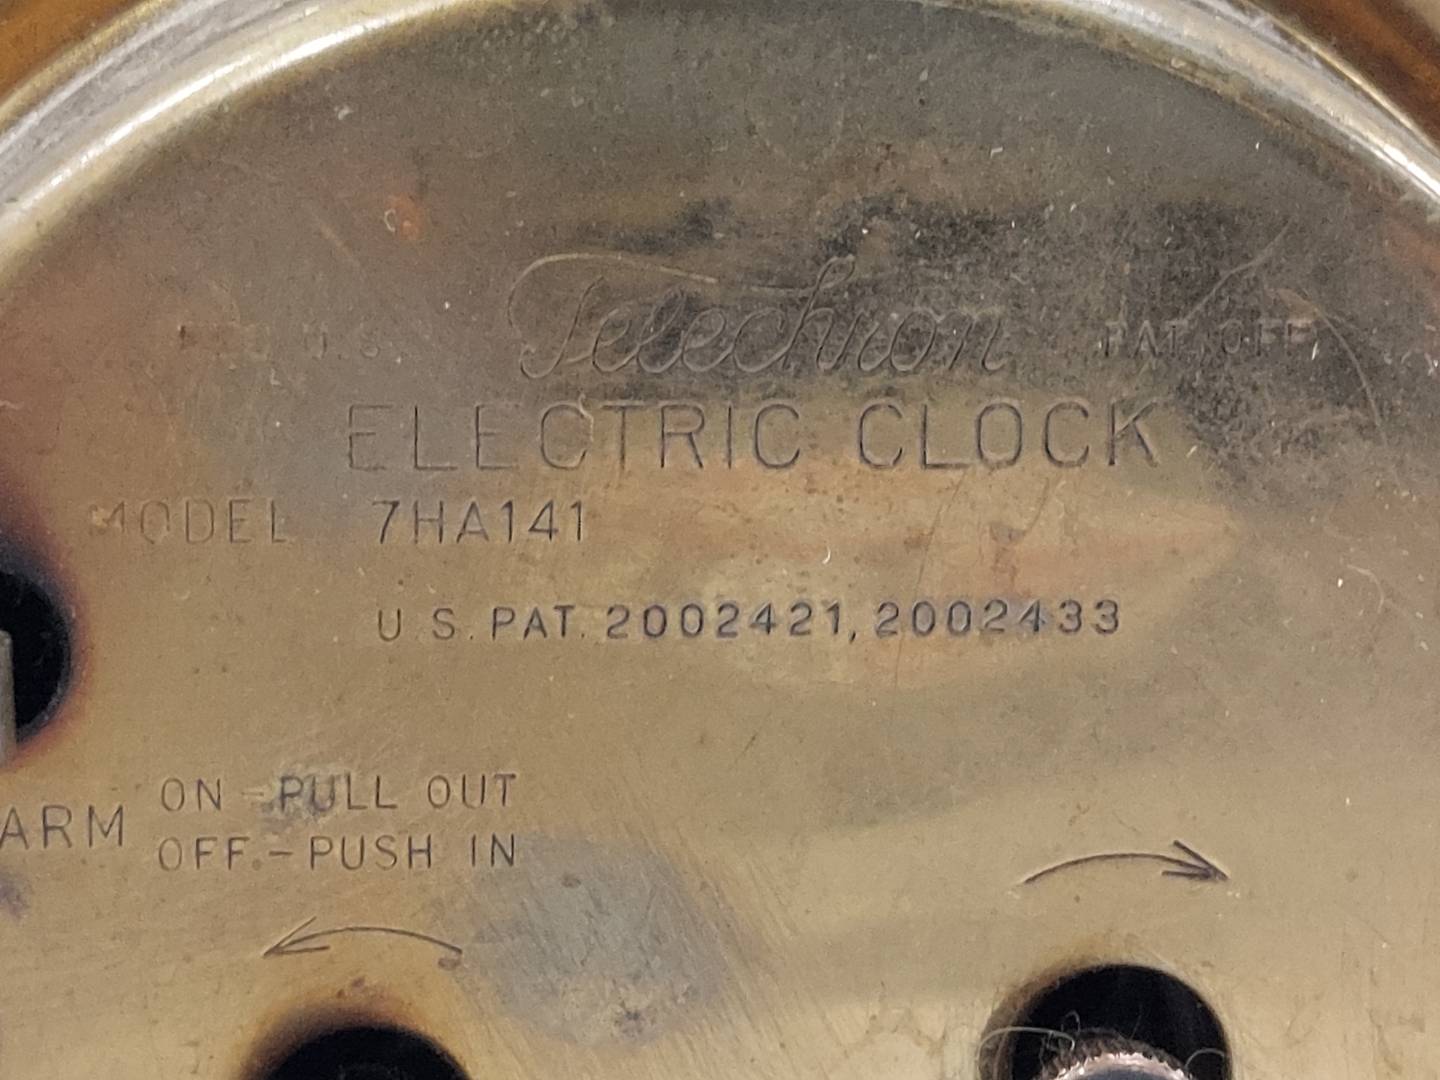 U.S. Telechron PAT. OFF.
ELECTRIC CLOCK
MODEL 7HA141
U.S. PAT. 2002421, 2002433
ARM ON - PULL OUT
OFF. - PUSH IN